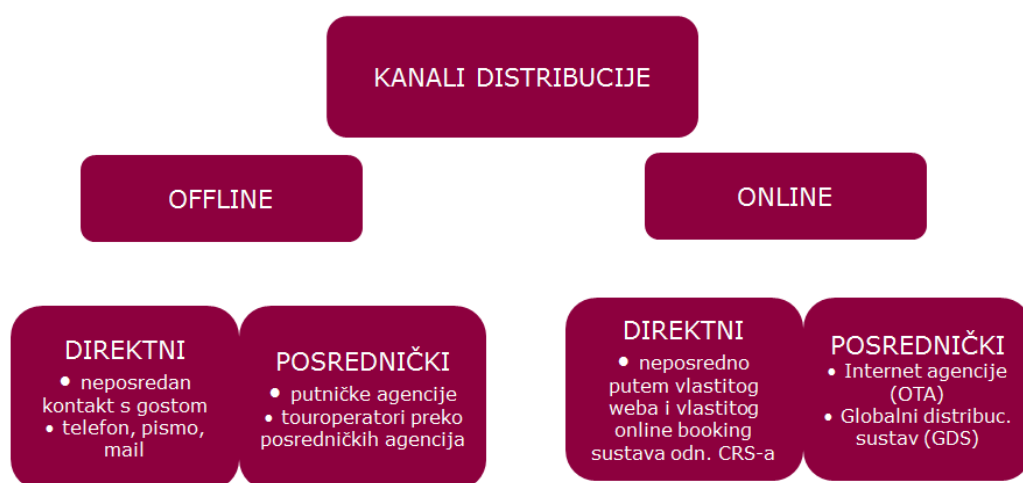 KANALI DISTRIBUCIJE
OFFLINE
ONLINE
DIREKTNI
• neposredan
kontakt s gostom
• telefon, pismo,
mail
POSREDNIČKI
• putničke agencije
• touroperatori preko
posredničkih agencija
DIREKTNI
• neposredno
putem vlastitog
weba i vlastitog
online booking
sustava odn. CRS-a
POSREDNIČKI
• Internet agencije
(OTA)
• Globalni distribuc.
sustav (GDS)